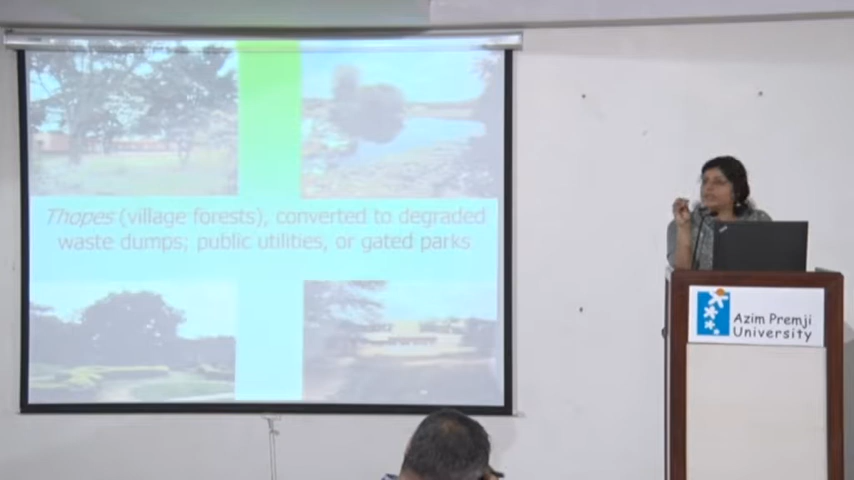 Thopes (village forests), converted to degraded
waste dumps; public utilities, or gated parks
Azim Premji
University